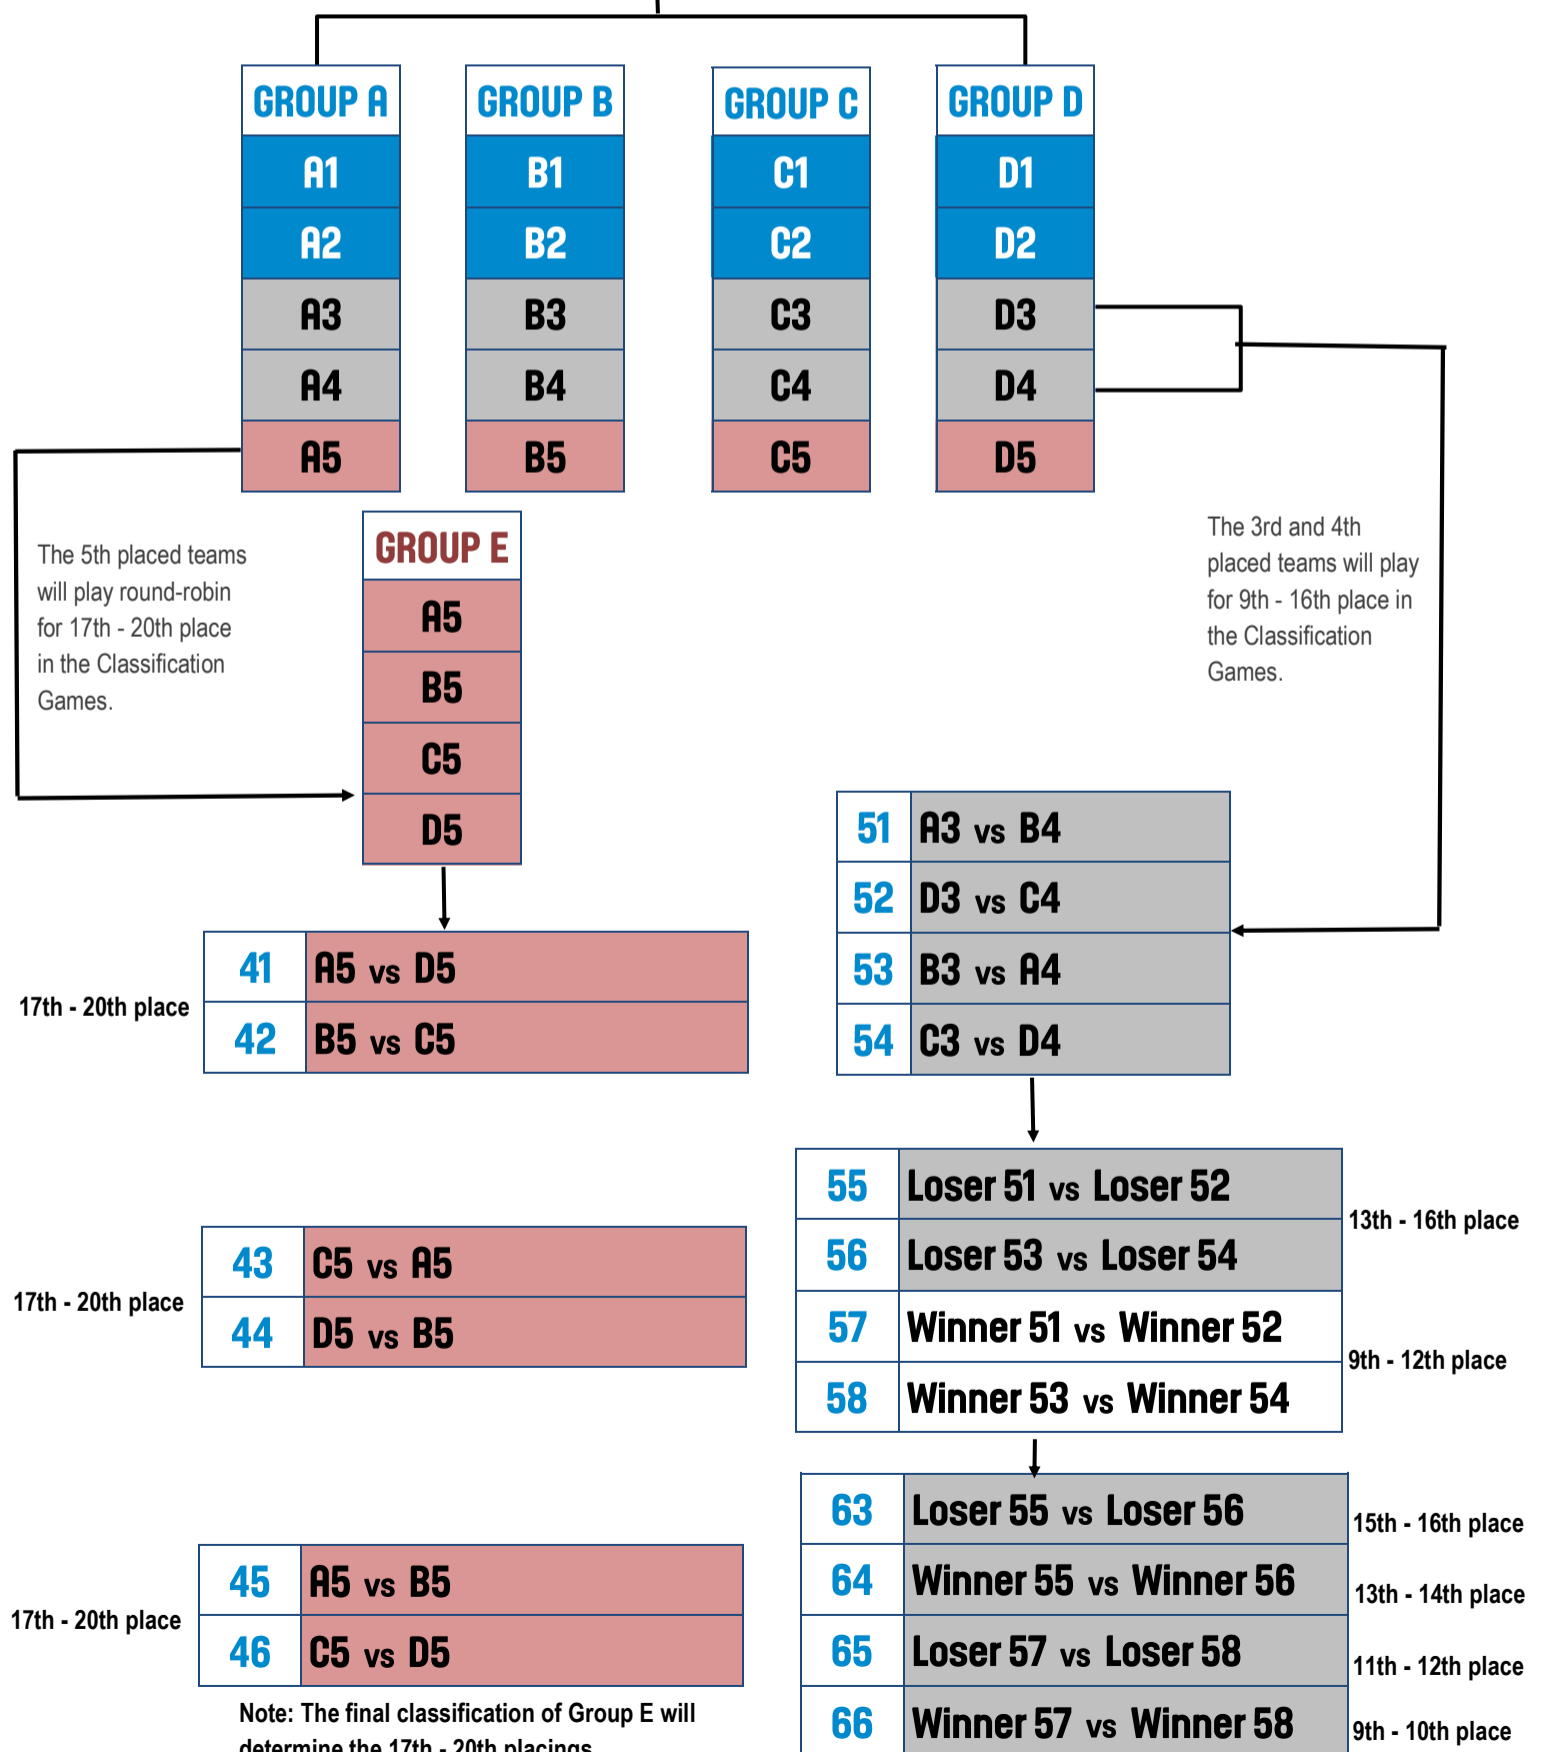 GROUP A
GROUP B
GROUP C
GROUP D
A1
B1
C1
D1
A2
B2
C2
D2
A3
B3
C3
D3
A4
B4
C4
D4
A5
B5
C5
D5
The 5th placed teams
will play round-robin
for 17th - 20th place
in the Classification
Games.
GROUP E
A5
B5
C5
D5
The 3rd and 4th
placed teams will play
for 9th - 16th place in
the Classification
Games.
17th - 20th place
41 A5 vs D5
42 B5 vs C5
51 A3 vs B4
52 D3 vs C4
53 B3 vs A4
54 C3 vs D4
17th - 20th place
43 C5 vs A5
44 D5 vs B5
55 Loser 51 vs Loser 52
56 Loser 53 vs Loser 54
13th - 16th place
57 Winner 51 vs Winner 52
58 Winner 53 vs Winner 54
9th - 12th place
17th - 20th place
45 A5 vs B5
46 C5 vs D5
Note: The final classification of Group E will
determine the 17th - 20th placings
63 Loser 55 vs Loser 56
15th - 16th place
64 Winner 55 vs Winner 56
13th - 14th place
65 Loser 57 vs Loser 58
11th - 12th place
66 Winner 57 vs Winner 58
9th - 10th place